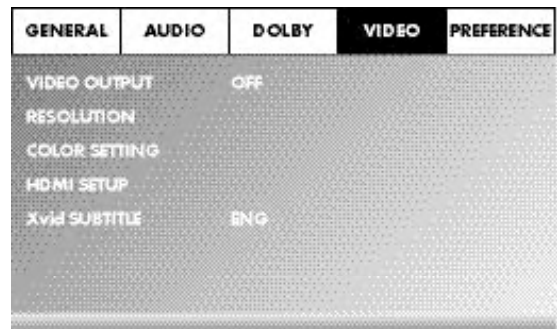 GENERAL AUDIO DOLBY VIDEO PREFERENCE
VIDEO OUTPUT OFF
RESOLUTION
COLOR SETTING
HDMI SETUP
Xvid SUBTITLE ENG